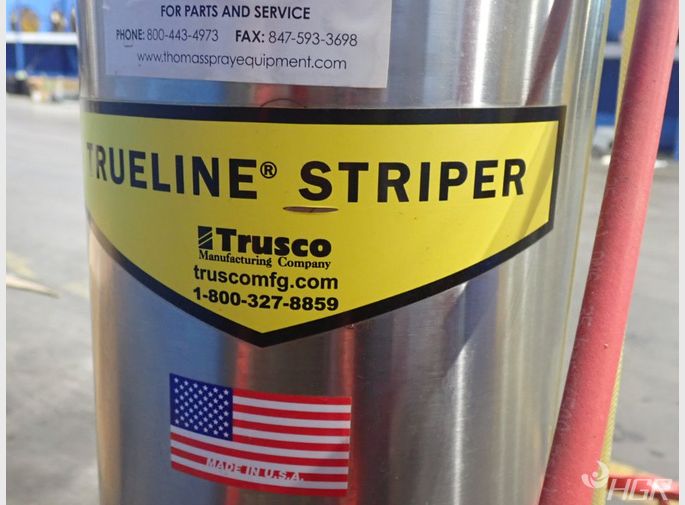 FOR PARTS AND SERVICE
PHONE: 800-443-4973 FAX: 847-593-3698
www.thomassprayequipment.com
TRUELINE® STRIPER
Trusco
Manufacturing Company
truscomfg.com
1-800-327-8859
MADE IN U.S.A.
HGR